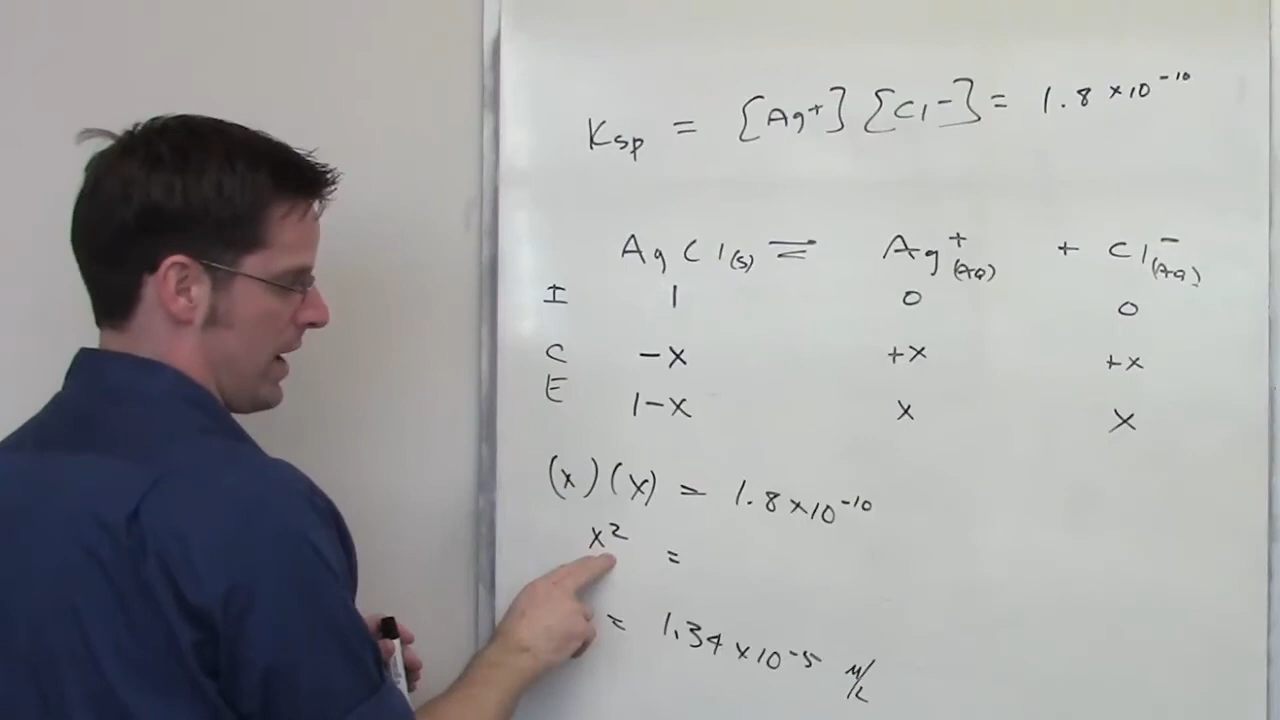 Ksp = [Ag+] [Cl-] = 1.8 ×10^-10
AgCl(s) ⇌ Ag+(Aq) + Cl-(Aq)
I 1 0 0
C -X +X +X
E 1-X X X
(x)(x) = 1.8×10^-10
x^2 =
= 1.34×10^-5 M/L